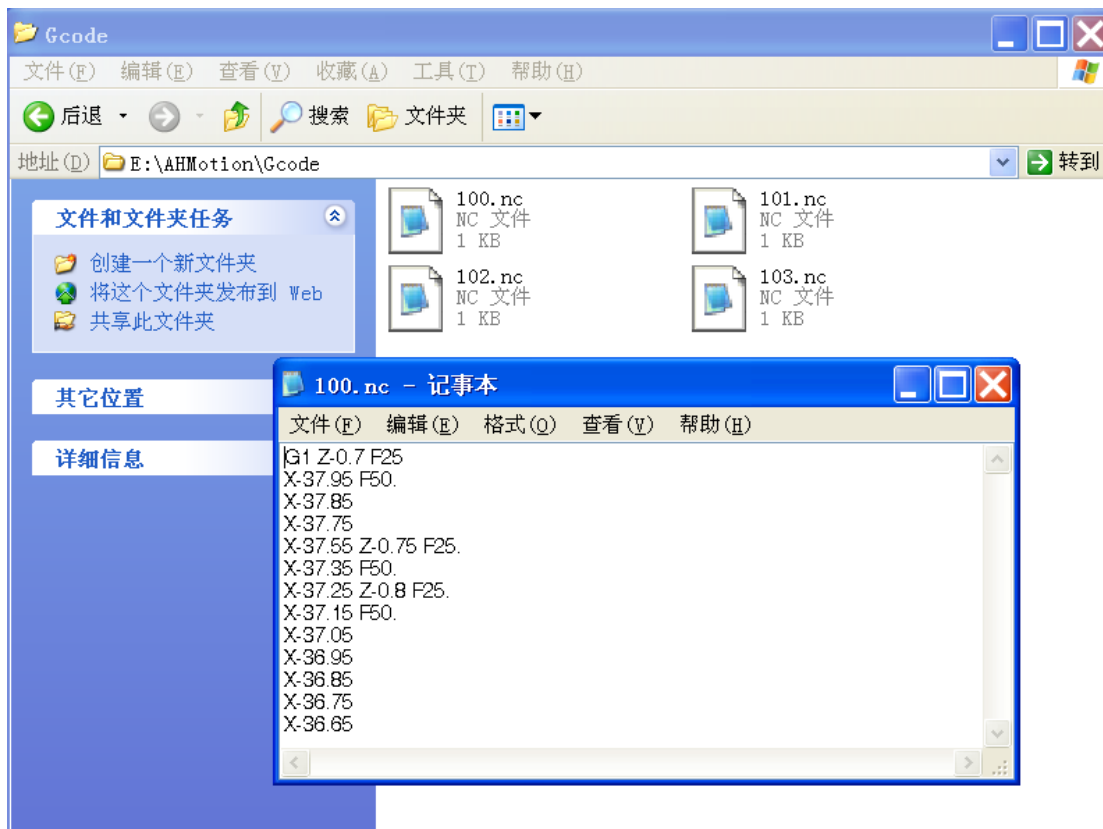 Gcode
文件(F) 编辑(E) 查看(V) 收藏(A) 工具(T) 帮助(H)
后退 搜索 文件夹
地址(D) E:\AHMotion\Gcode 转到
文件和文件夹任务
创建一个新文件夹
将这个文件夹发布到 Web
共享此文件夹
其它位置
详细信息
100.nc
NC 文件
1 KB
101.nc
NC 文件
1 KB
102.nc
NC 文件
1 KB
103.nc
NC 文件
1 KB
100.nc - 记事本
文件(F) 编辑(E) 格式(O) 查看(V) 帮助(H)
G1 Z-0.7 F25
X-37.95 F50.
X-37.85
X-37.75
X-37.55 Z-0.75 F25.
X-37.35 F50.
X-37.25 Z-0.8 F25.
X-37.15 F50.
X-37.05
X-36.95
X-36.85
X-36.75
X-36.65